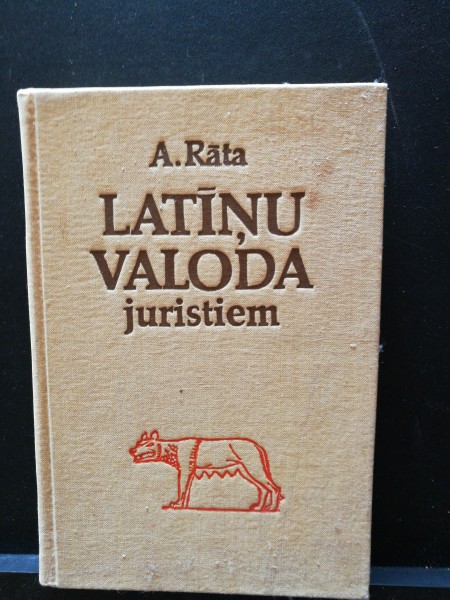 A. Rāta
LATĪŅU
VALODA
juristiem